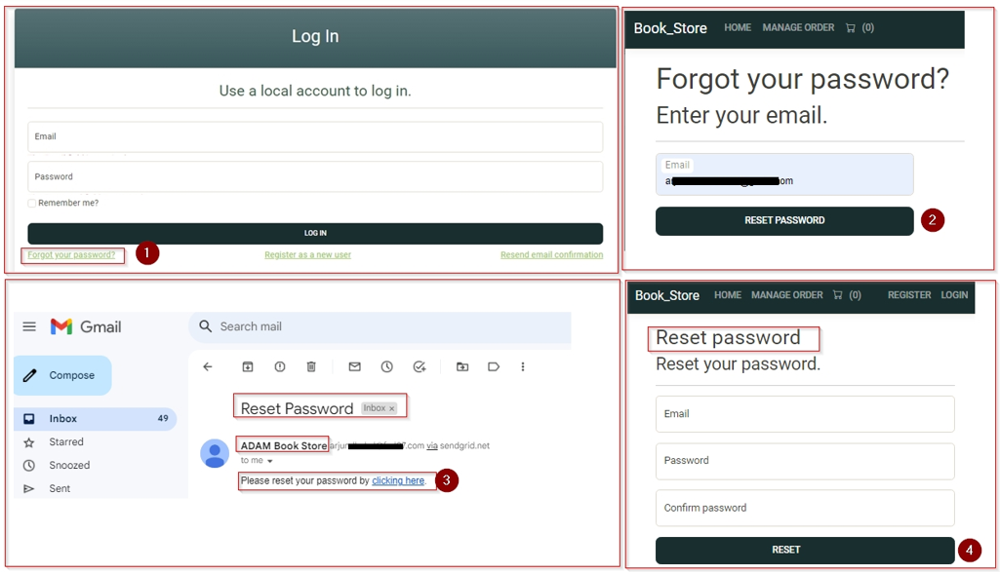 Log In
Use a local account to log in.
Email
Password
Remember me?
LOG IN
Forgot your password?
1
Register as a new user
Resend email confirmation
Book_Store
HOME
MANAGE ORDER
(0)
Forgot your password?
Enter your email.
Email
om
RESET PASSWORD
2
Gmail
Search mail
Compose
Inbox
49
Starred
Snoozed
Sent
Reset Password
Inbox x
ADAM Book Store
.com via sendgrid.net
to me
Please reset your password by clicking here.
3
Book_Store
HOME
MANAGE ORDER
(0)
REGISTER
LOGIN
Reset password
Reset your password.
Email
Password
Confirm password
RESET
4